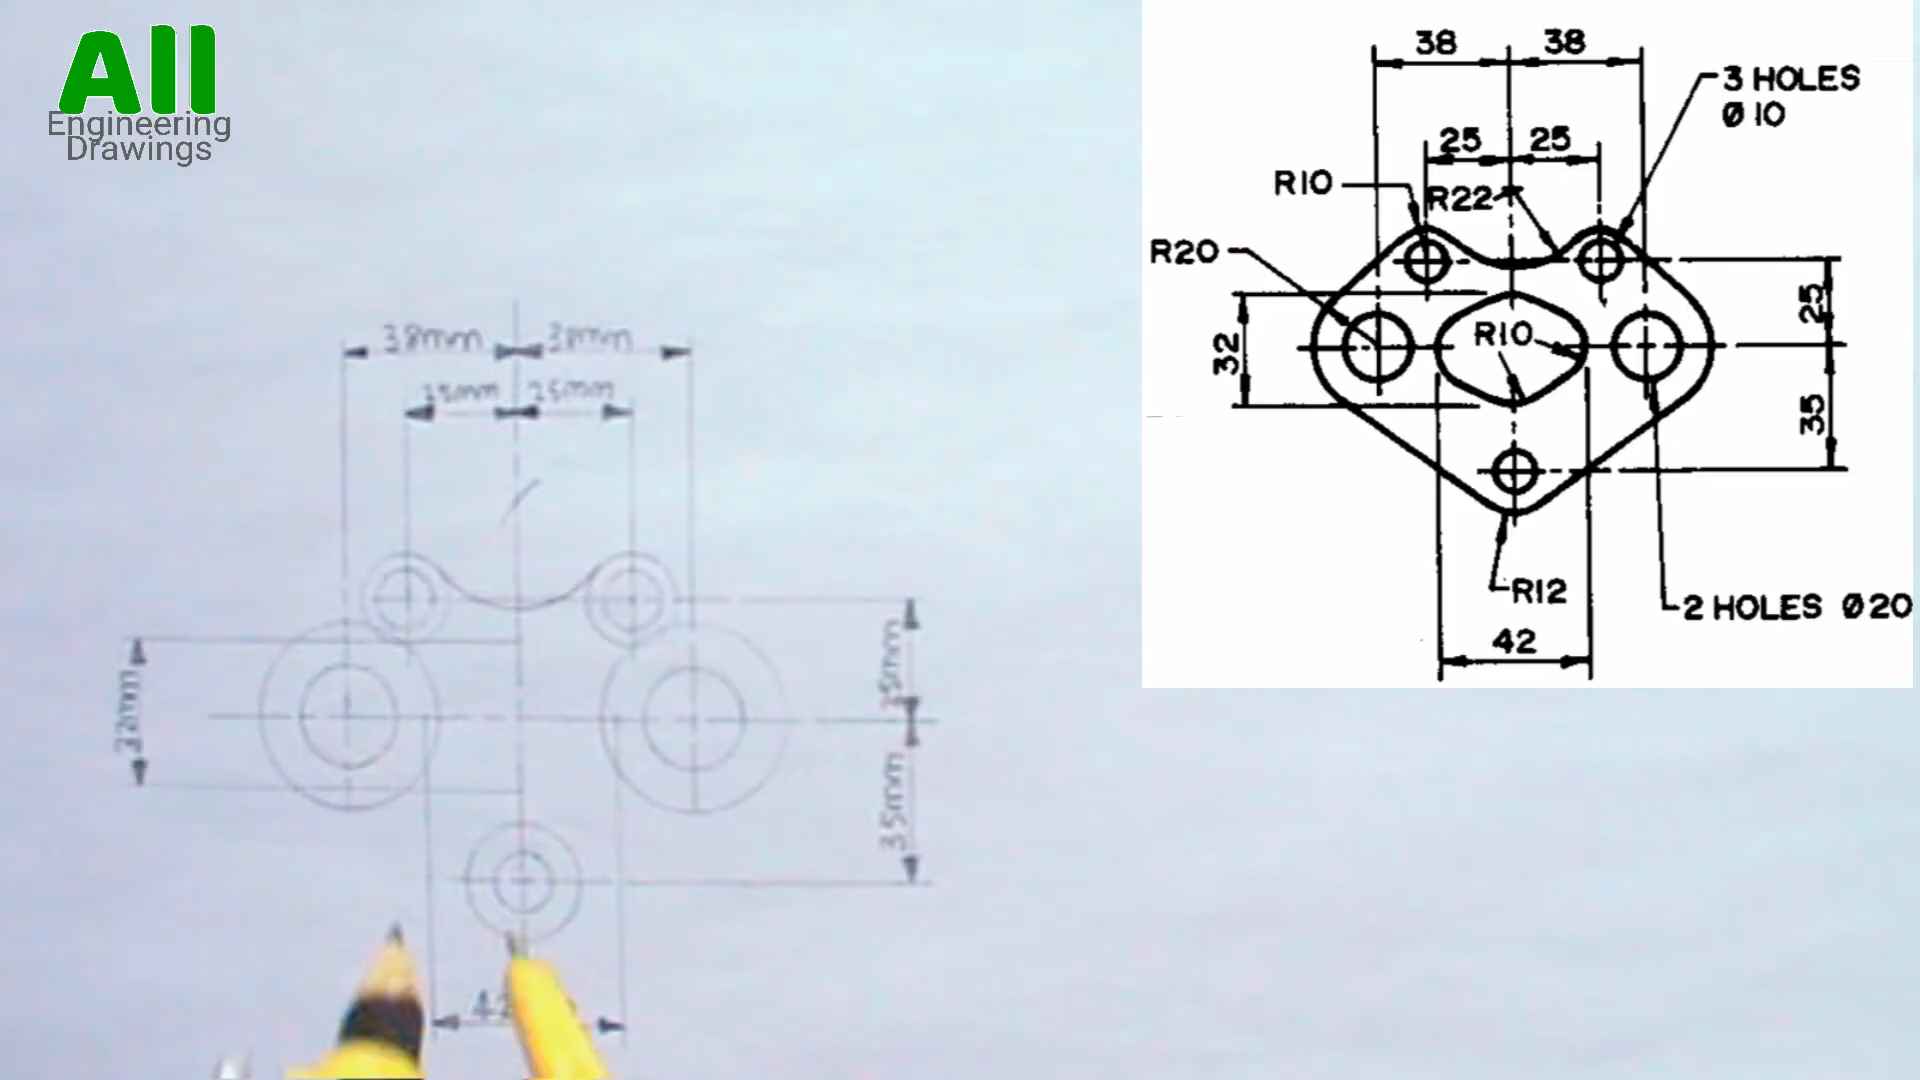 All
Engineering
Drawings
38 38
3 HOLES
Ø 10
25 25
R10
R22
R20
25
32
R10
35
R12
2 HOLES Ø20
42
38mm 38mm
25mm 25mm
32mm
25mm
35mm